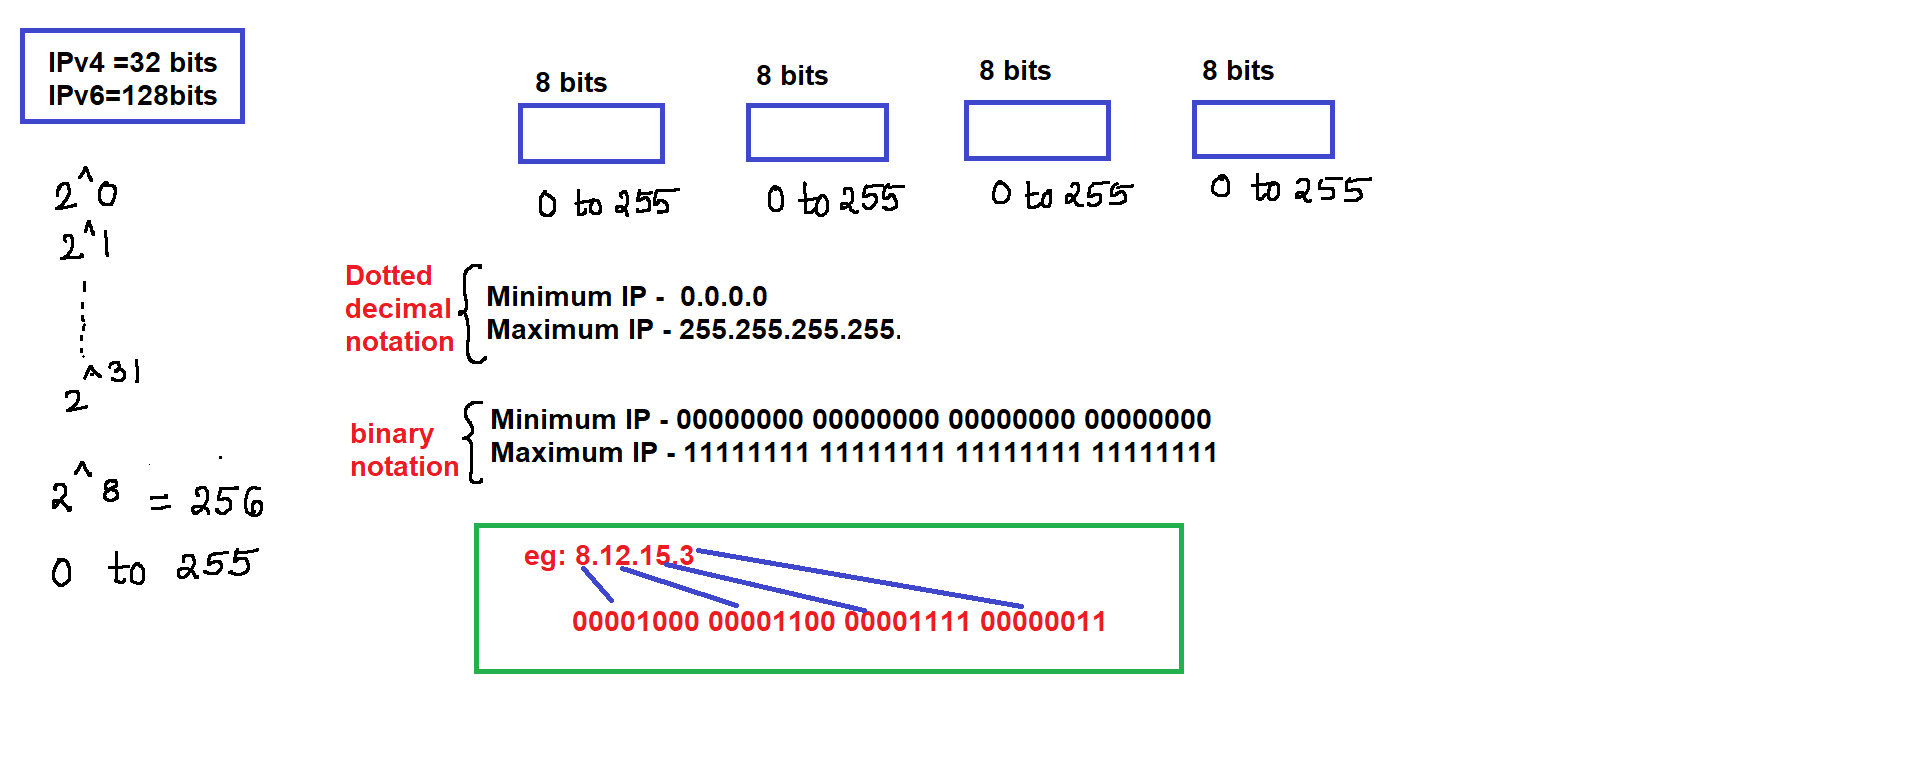 IPv4 =32 bits
IPv6=128bits
8 bits
8 bits
8 bits
8 bits
0 to 255
0 to 255
0 to 255
0 to 255
2^0
2^1
2^31
2^8 = 256
0 to 255
Dotted
decimal
notation
Minimum IP -  0.0.0.0
Maximum IP - 255.255.255.255.
binary
notation
Minimum IP - 00000000 00000000 00000000 00000000
Maximum IP - 11111111 11111111 11111111 11111111
eg: 8.12.15.3
00001000 00001100 00001111 00000011